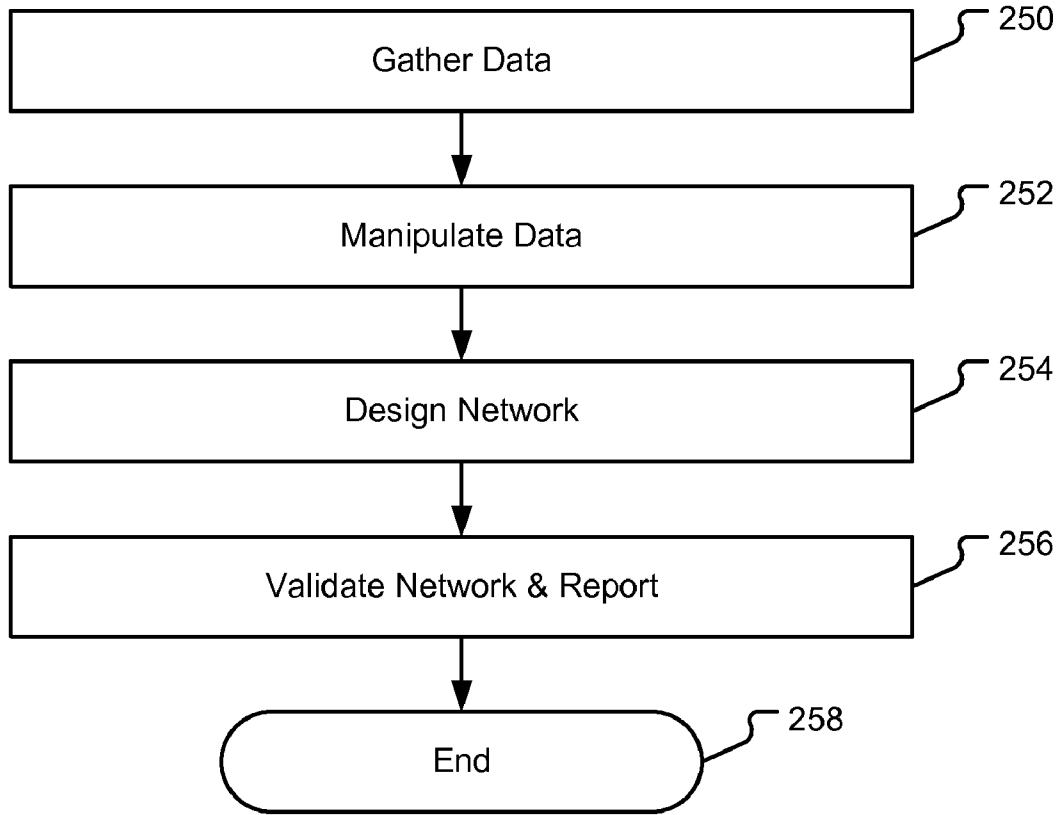 Gather Data
250
Manipulate Data
252
Design Network
254
Validate Network & Report
256
End
258